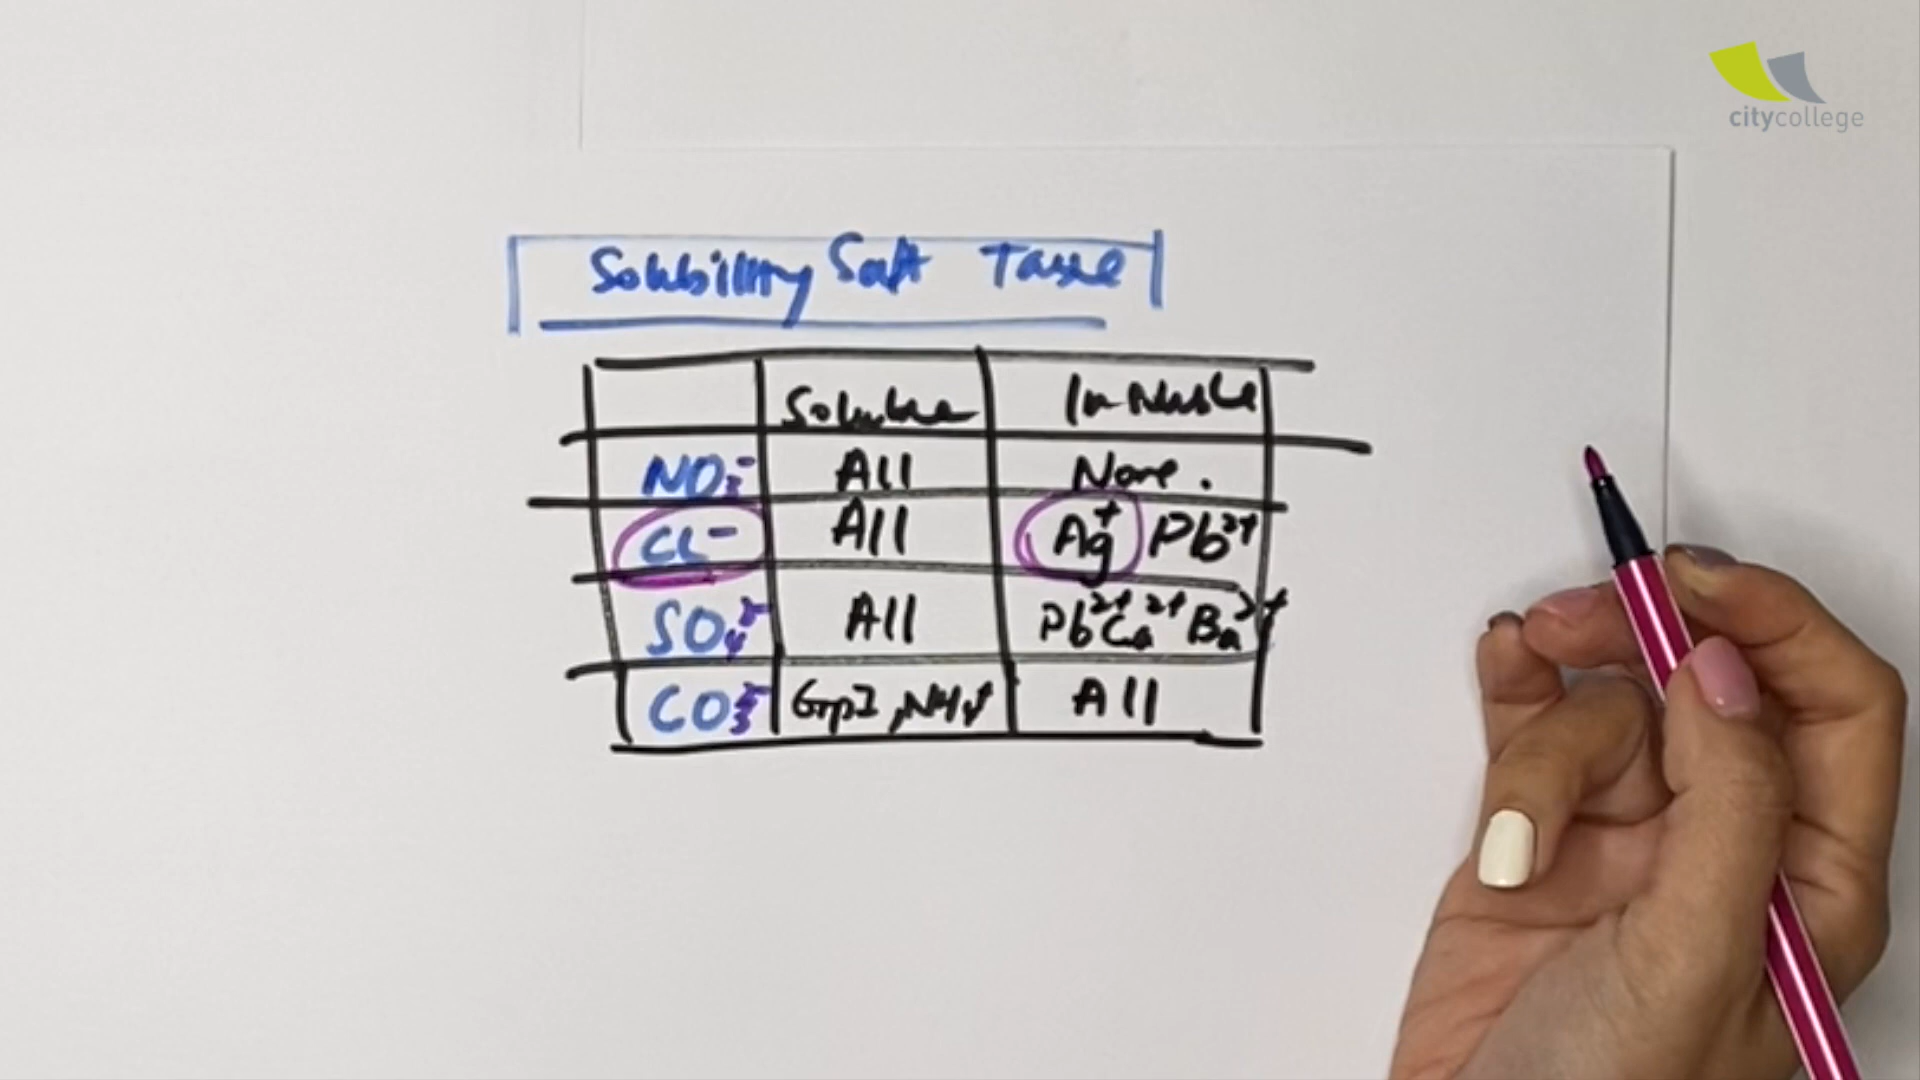 citycollege
Solubility Salt Table
Soluble Insoluble
NO₃⁻ All None.
Cl⁻ All Ag⁺ Pb²⁺
SO₄²⁻ All Pb²⁺ Ca²⁺ Ba²⁺
CO₃²⁻ Grp I, NH₄⁺ All